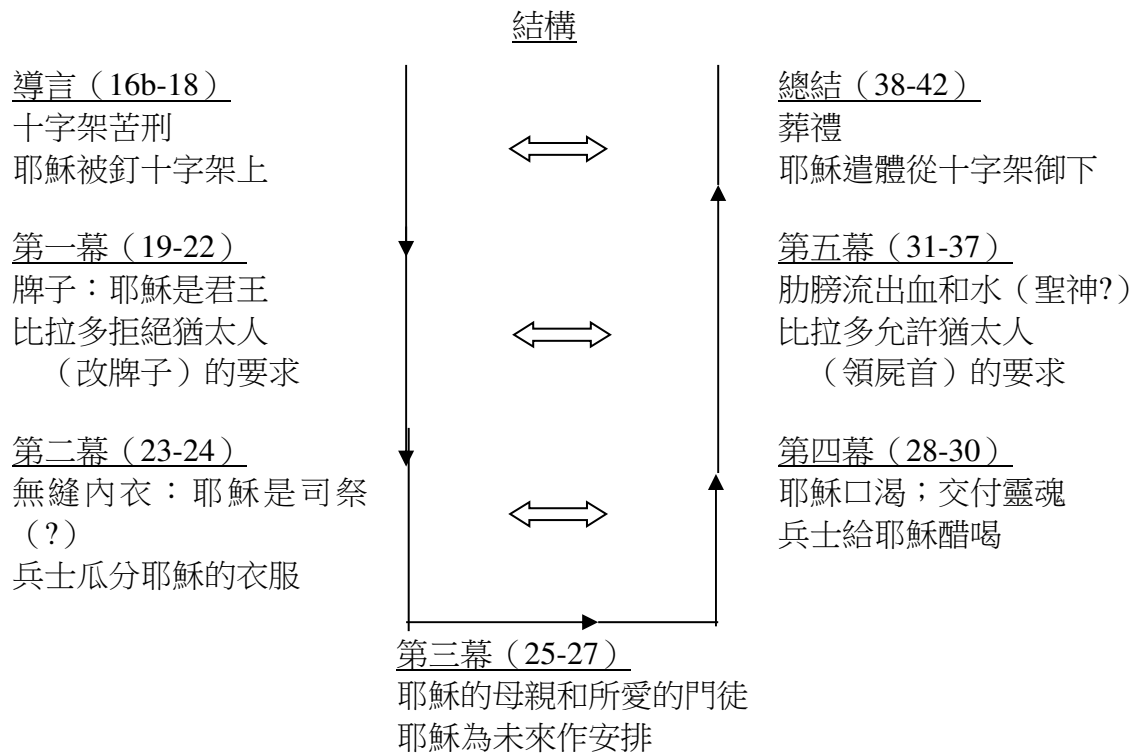 結構
導言（16b-18）
十字架苦刑
耶穌被釘十字架上
第一幕（19-22）
牌子：耶穌是君王
比拉多拒絕猶太人
（改牌子）的要求
第二幕（23-24）
無縫內衣：耶穌是司祭
（?）
兵士瓜分耶穌的衣服
第三幕（25-27）
耶穌的母親和所愛的門徒
耶穌為未來作安排
第四幕（28-30）
耶穌口渴；交付靈魂
兵士給耶穌醋喝
第五幕（31-37）
肋膀流出血和水（聖神?）
比拉多允許猶太人
（領屍首）的要求
總結（38-42）
葬禮
耶穌遺體從十字架御下